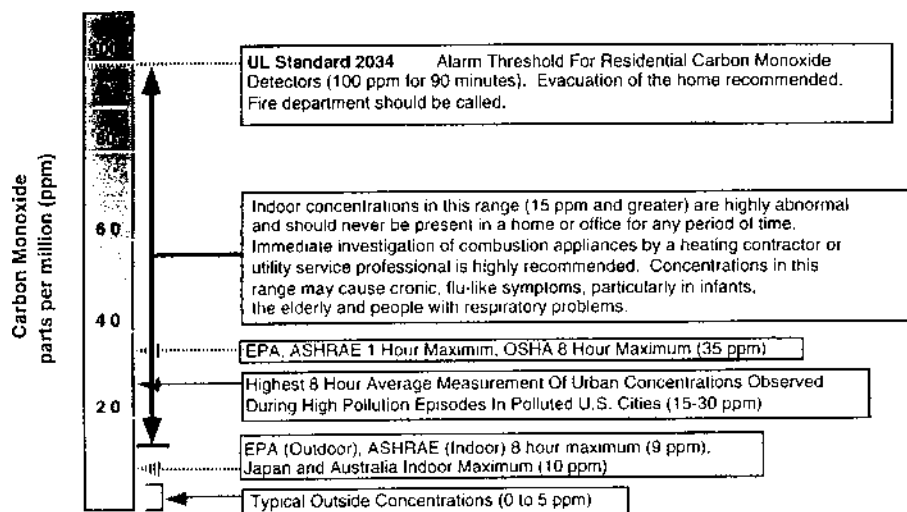 100
UL Standard 2034 Alarm Threshold For Residential Carbon Monoxide
Detectors (100 ppm for 90 minutes). Evacuation of the home recommended.
Fire department should be called.
80
Carbon Monoxide
parts per million (ppm)
60
Indoor concentrations in this range (15 ppm and greater) are highly abnormal
and should never be present in a home or office for any period of time.
Immediate investigation of combustion appliances by a heating contractor or
utility service professional is highly recommended. Concentrations in this
range may cause cronic, flu-like symptoms, particularly in infants,
the elderly and people with respiratory problems.
40
EPA, ASHRAE 1 Hour Maximim, OSHA 8 Hour Maximum (35 ppm)
Highest 8 Hour Average Measurement Of Urban Concentrations Observed
During High Pollution Episodes In Polluted U.S. Cities (15-30 ppm)
20
EPA (Outdoor), ASHRAE (Indoor) 8 hour maximum (9 ppm),
Japan and Australia Indoor Maximum (10 ppm)
Typical Outside Concentrations (0 to 5 ppm)